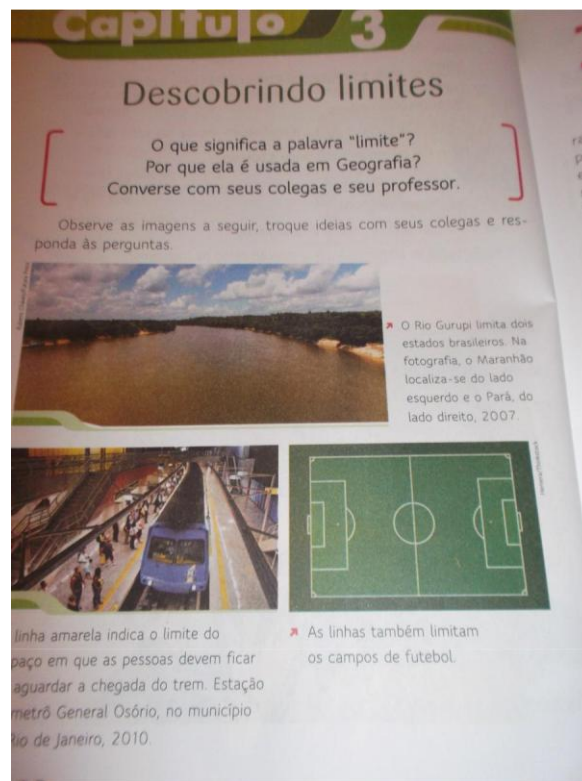 Capítulo 3
Descobrindo limites
O que significa a palavra "limite"?
Por que ela é usada em Geografia?
Converse com seus colegas e seu professor.
Observe as imagens a seguir, troque ideias com seus colegas e res-
ponda às perguntas.
O Rio Gurupi limita dois
estados brasileiros. Na
fotografia, o Maranhão
localiza-se do lado
esquerdo e o Pará, do
lado direito, 2007.
linha amarela indica o limite do
paço em que as pessoas devem ficar
aguardar a chegada do trem. Estação
metrô General Osório, no município
Rio de Janeiro, 2010.
As linhas também limitam
os campos de futebol.